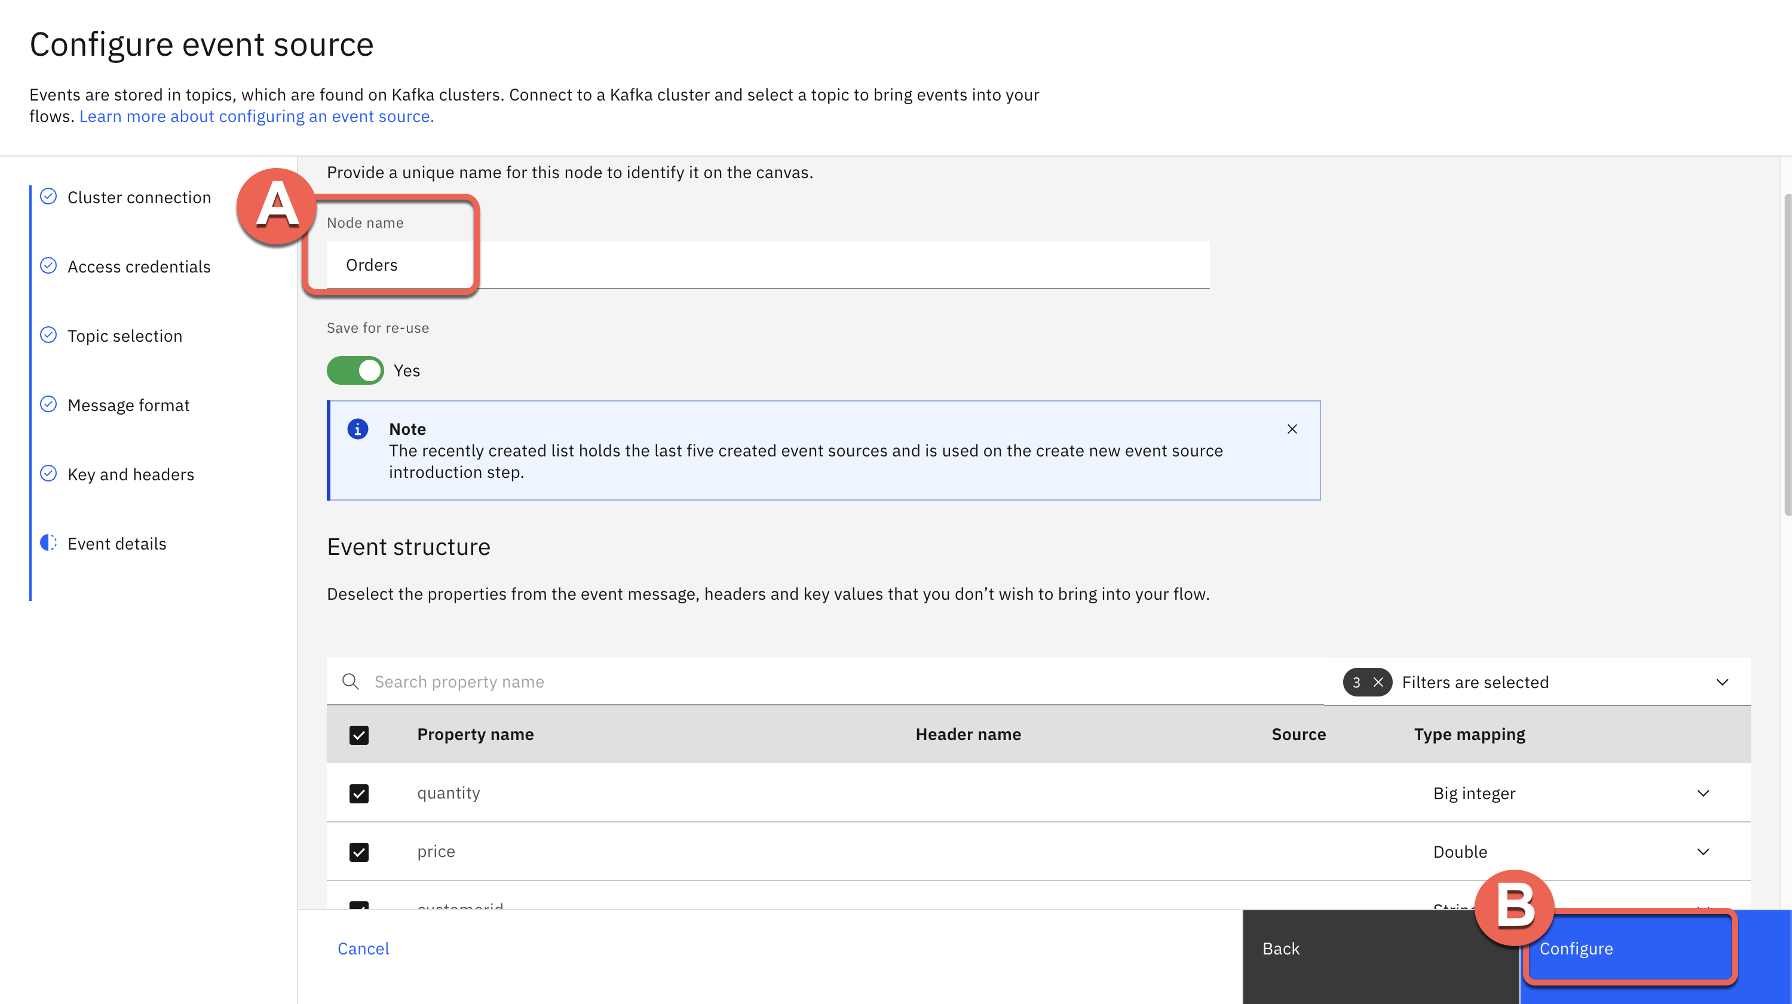 Configure event source
Events are stored in topics, which are found on Kafka clusters. Connect to a Kafka cluster and select a topic to bring events into your
flows. Learn more about configuring an event source.
Cluster connection
Access credentials
Topic selection
Message format
Key and headers
Event details
Provide a unique name for this node to identify it on the canvas.
A
Node name
Orders
Save for re-use
Yes
Note
The recently created list holds the last five created event sources and is used on the create new event source
introduction step.
Event structure
Deselect the properties from the event message, headers and key values that you don’t wish to bring into your flow.
Search property name
3 Filters are selected
Property name Header name Source Type mapping
quantity Big integer
price Double
customerid
B
Cancel
Back
Configure